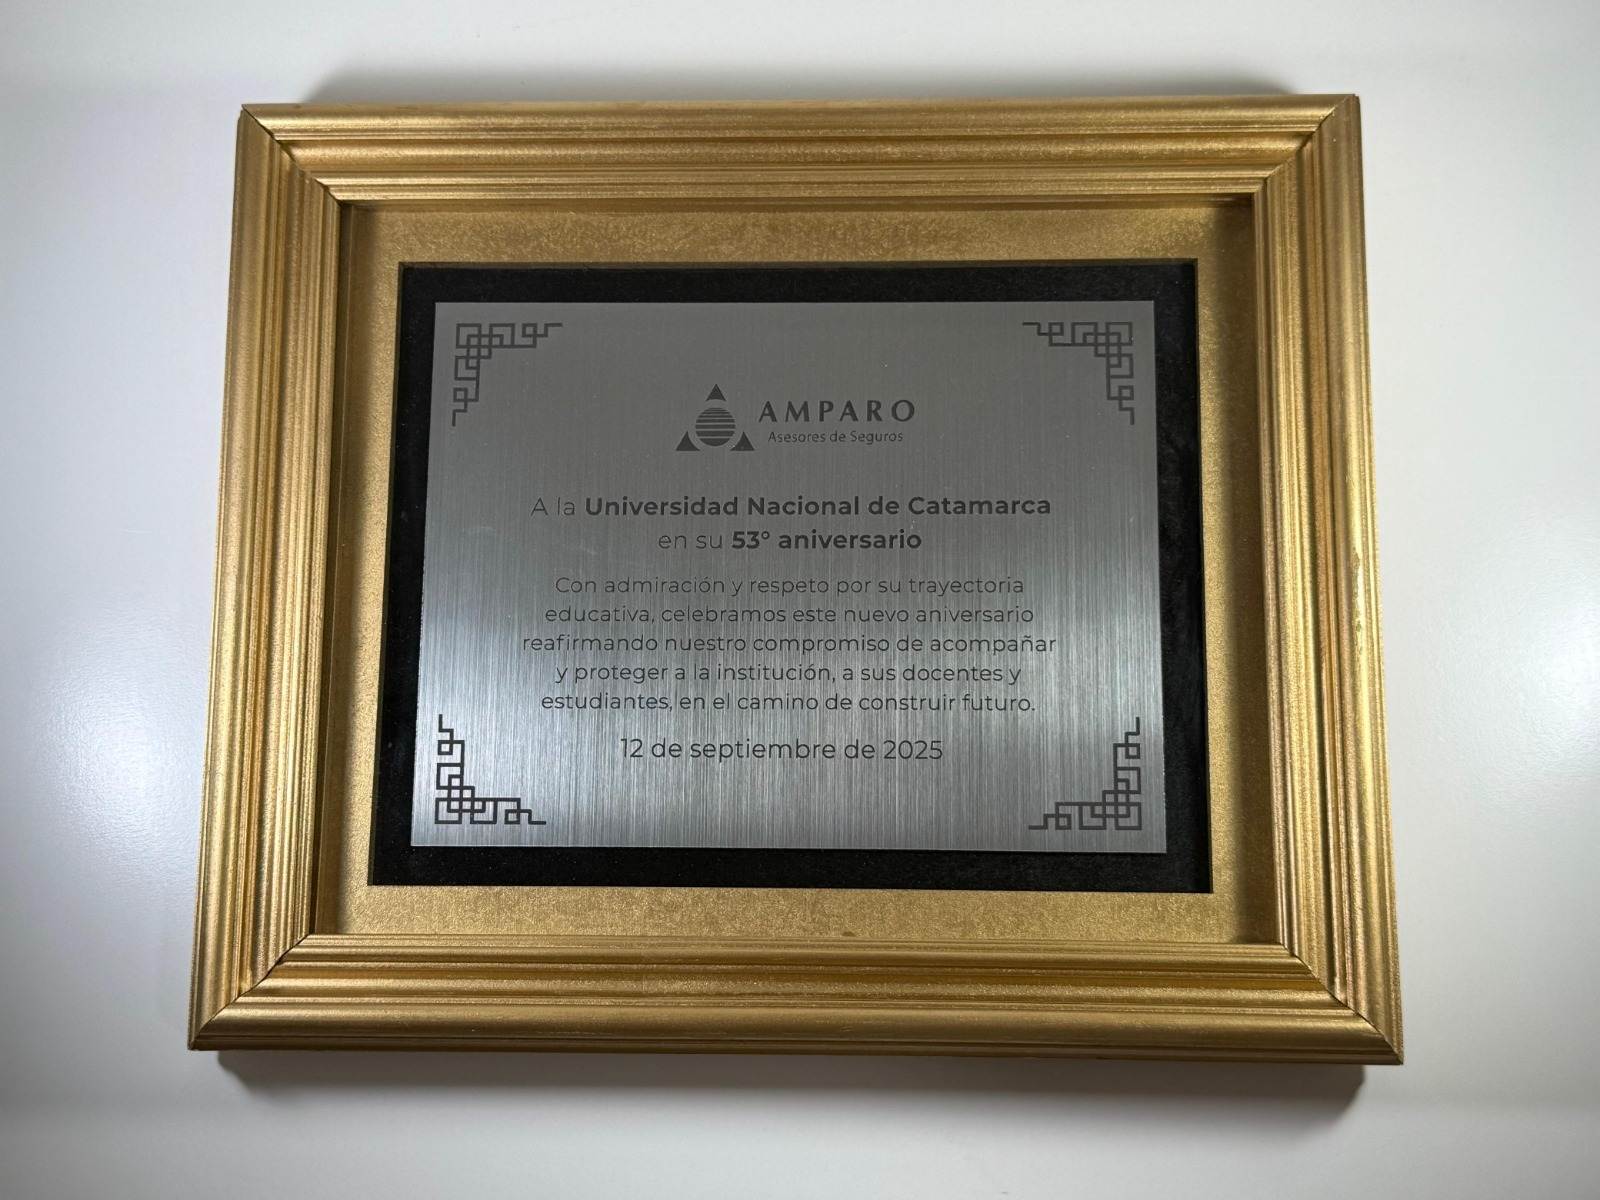 AMPARO
Asesores de Seguros
A la Universidad Nacional de Catamarca
en su 53° aniversario
Con admiración y respeto por su trayectoria
educativa, celebramos este nuevo aniversario
reafirmando nuestro compromiso de acompañar
y proteger a la institución, a sus docentes y
estudiantes, en el camino de construir futuro.
12 de septiembre de 2025